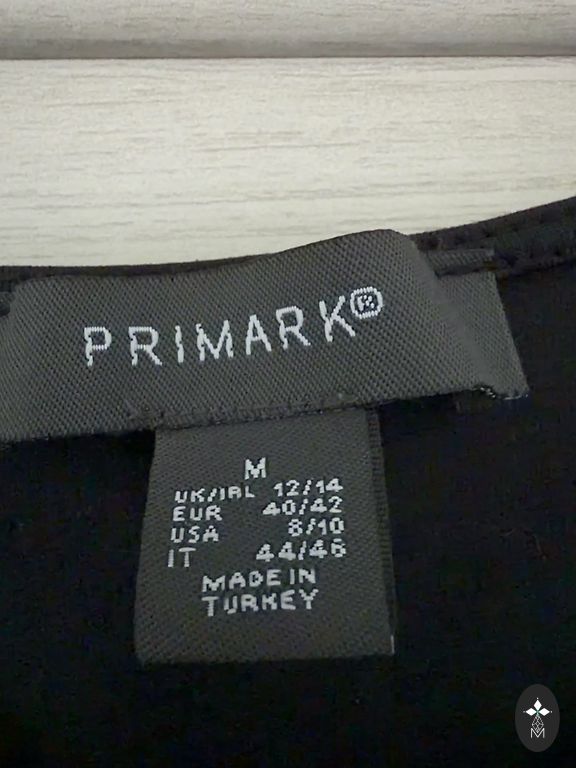 PRIMARK®
M
UK/IRL 12/14
EUR 40/42
USA 8/10
IT 44/46
MADE IN
TURKEY
M